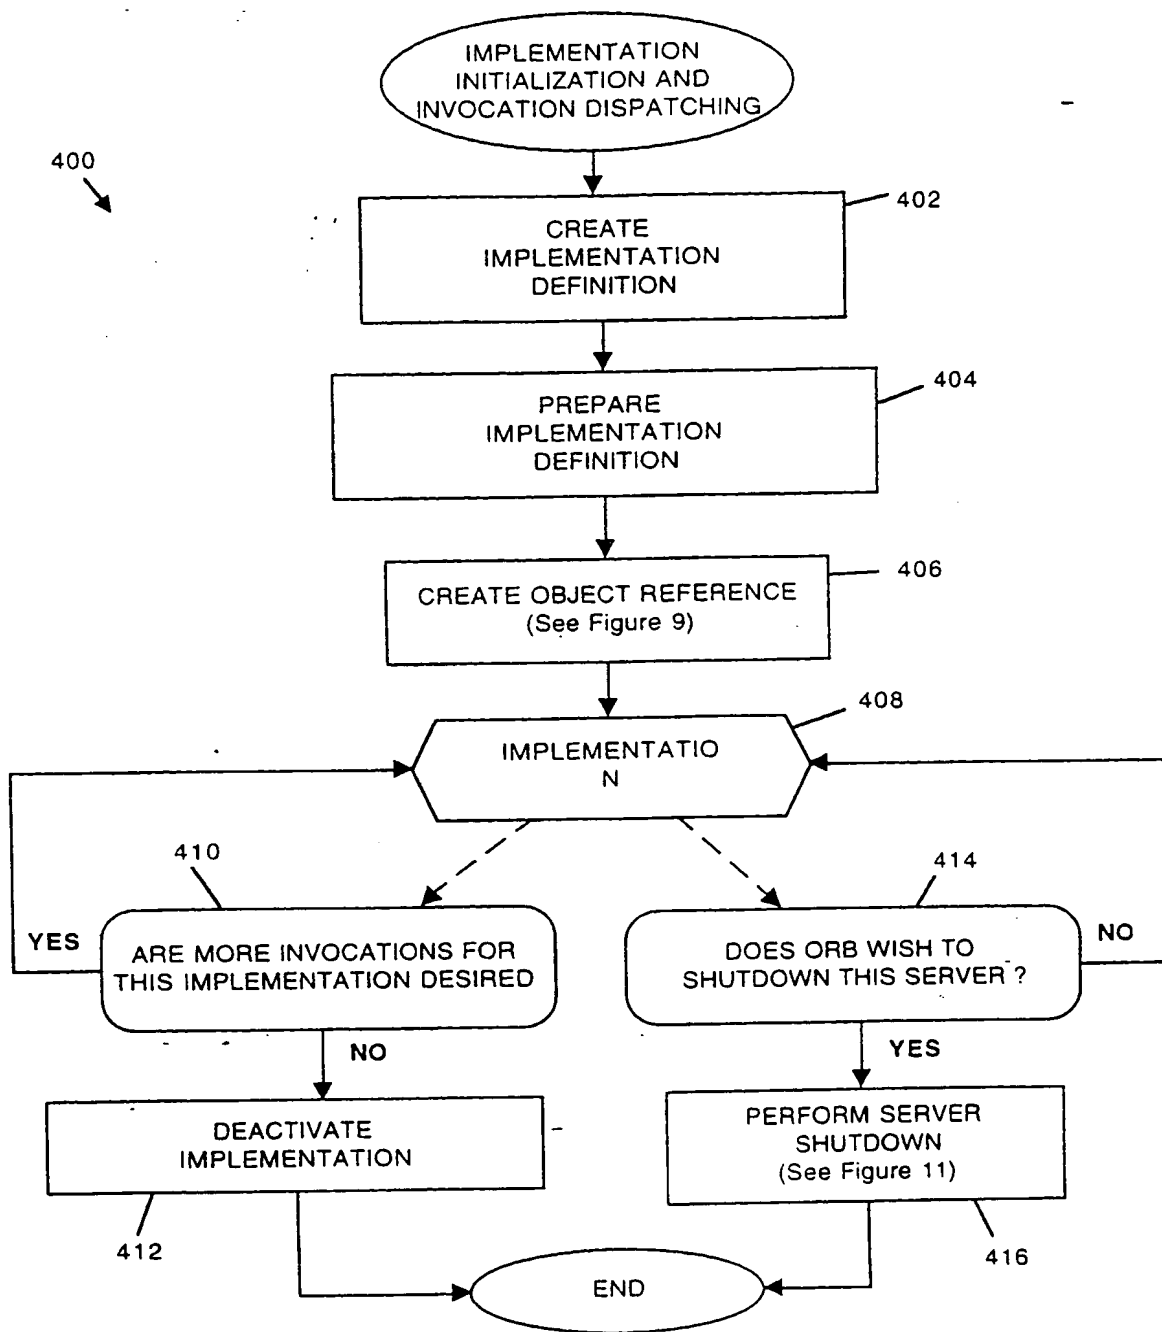 IMPLEMENTATION
INITIALIZATION AND
INVOCATION DISPATCHING
400
402
CREATE
IMPLEMENTATION
DEFINITION
404
PREPARE
IMPLEMENTATION
DEFINITION
406
CREATE OBJECT REFERENCE
(See Figure 9)
408
IMPLEMENTATIO
N
410
414
YES
ARE MORE INVOCATIONS FOR
THIS IMPLEMENTATION DESIRED
DOES ORB WISH TO
SHUTDOWN THIS SERVER ?
NO
NO
YES
DEACTIVATE
IMPLEMENTATION
PERFORM SERVER
SHUTDOWN
(See Figure 11)
412
416
END